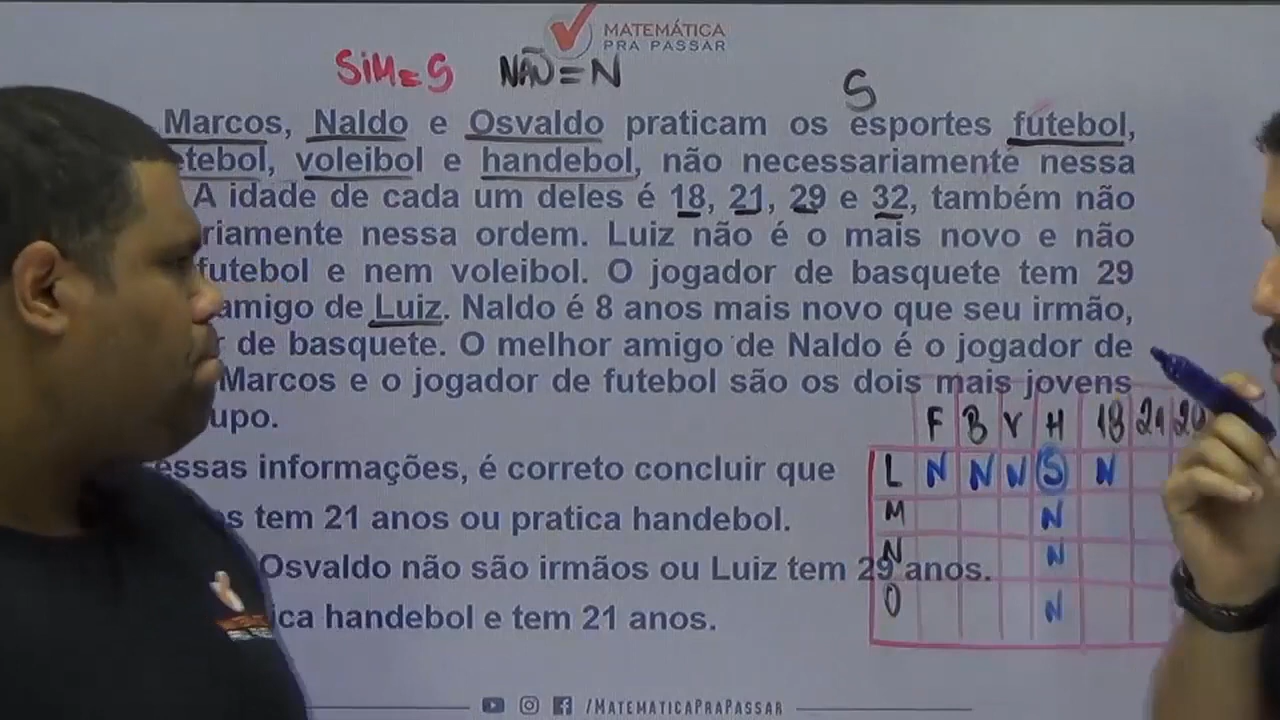 MATEMÁTICA
PRA PASSAR
SIM=S NÃO=N
S
Marcos, Naldo e Osvaldo praticam os esportes futebol,
etebol, voleibol e handebol, não necessariamente nessa
A idade de cada um deles é 18, 21, 29 e 32, também não
riamente nessa ordem. Luiz não é o mais novo e não
futebol e nem voleibol. O jogador de basquete tem 29
amigo de Luiz. Naldo é 8 anos mais novo que seu irmão,
r de basquete. O melhor amigo de Naldo é o jogador de
Marcos e o jogador de futebol são os dois mais jovens
upo.
F B V H 18 21 29
essas informações, é correto concluir que
L N N N S N
s tem 21 anos ou pratica handebol.
M N
Osvaldo não são irmãos ou Luiz tem 29 anos.
N N
ica handebol e tem 21 anos.
O N
/MATEMATICAPRAPASSAR